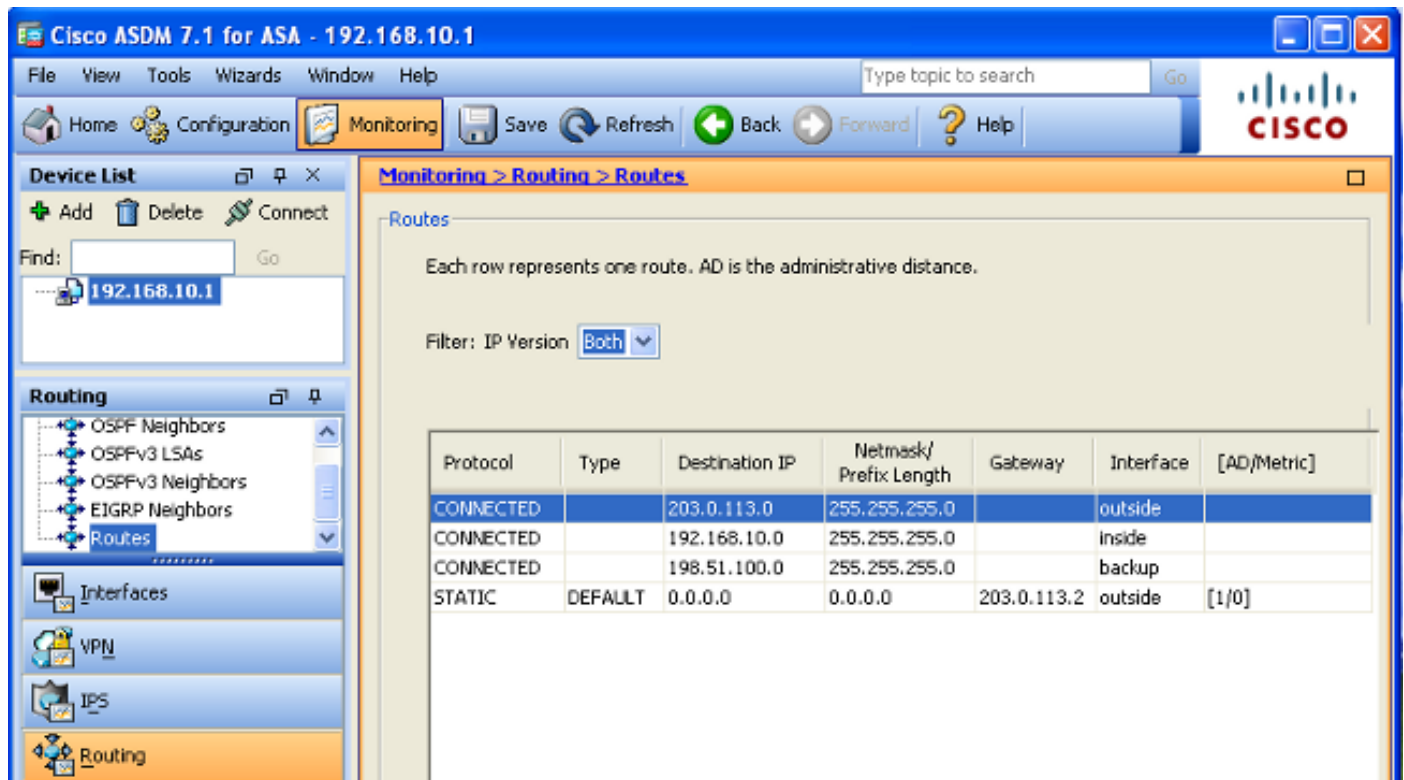 Cisco ASDM 7.1 for ASA - 192.168.10.1
File View Tools Wizards Window Help
Type topic to search Go
Home Configuration Monitoring Save Refresh Back Forward Help
CISCO
Device List
Add Delete Connect
Find: Go
192.168.10.1
Routing
OSPF Neighbors
OSPFv3 LSAs
OSPFv3 Neighbors
EIGRP Neighbors
Routes
Interfaces
VPN
IPS
Routing
Monitoring > Routing > Routes
Routes
Each row represents one route. AD is the administrative distance.
Filter: IP Version Both
Protocol Type Destination IP Netmask/ Prefix Length Gateway Interface [AD/Metric]
CONNECTED 203.0.113.0 255.255.255.0 outside
CONNECTED 192.168.10.0 255.255.255.0 inside
CONNECTED 198.51.100.0 255.255.255.0 backup
STATIC DEFAULT 0.0.0.0 0.0.0.0 203.0.113.2 outside [1/0]